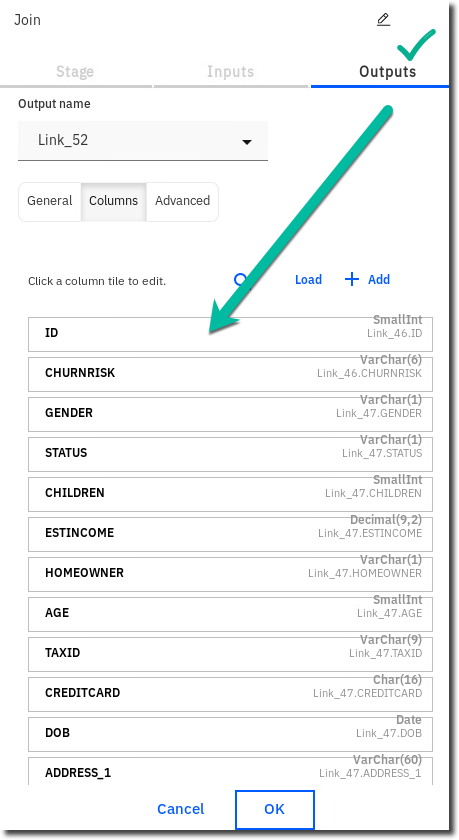 Join
Stage Inputs Outputs
Output name
Link_52
General Columns Advanced
Click a column tile to edit. Load Add
SmallInt
ID Link_46.ID
VarChar(6)
CHURNRISK Link_46.CHURNRISK
VarChar(1)
GENDER Link_47.GENDER
VarChar(1)
STATUS Link_47.STATUS
SmallInt
CHILDREN Link_47.CHILDREN
Decimal(9,2)
ESTINCOME Link_47.ESTINCOME
VarChar(1)
HOMEOWNER Link_47.HOMEOWNER
SmallInt
AGE Link_47.AGE
VarChar(9)
TAXID Link_47.TAXID
Char(16)
CREDITCARD Link_47.CREDITCARD
Date
DOB Link_47.DOB
VarChar(60)
ADDRESS_1 Link_47.ADDRESS_1
Cancel OK